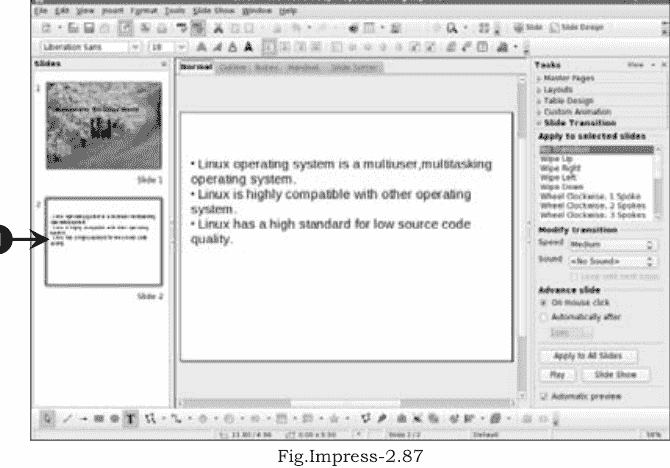 File Edit View Insert Format Tools Slide Show Window Help
Slide Slide Design
Liberation Sans 18
Slides
Normal Outline Notes Handout Slide Sorter
Tasks View
1
Slide 1
2
Slide 2
• Linux operating system is a multiuser,multitasking
operating system.
• Linux is highly compatible with other operating
system.
• Linux has a high standard for low source code
quality.
Master Pages
Layouts
Table Design
Custom Animation
Slide Transition
Apply to selected slides
Wipe Up
Wipe Right
Wipe Left
Wipe Down
Wheel Clockwise, 1 Spoke
Wheel Clockwise, 2 Spokes
Wheel Clockwise, 3 Spokes
Modify transition
Speed Medium
Sound <No Sound>
Advance slide
On mouse click
Automatically after
Apply to All Slides
Play Slide Show
Automatic preview
Slide 2 / 2 Default
Fig.Impress-2.87